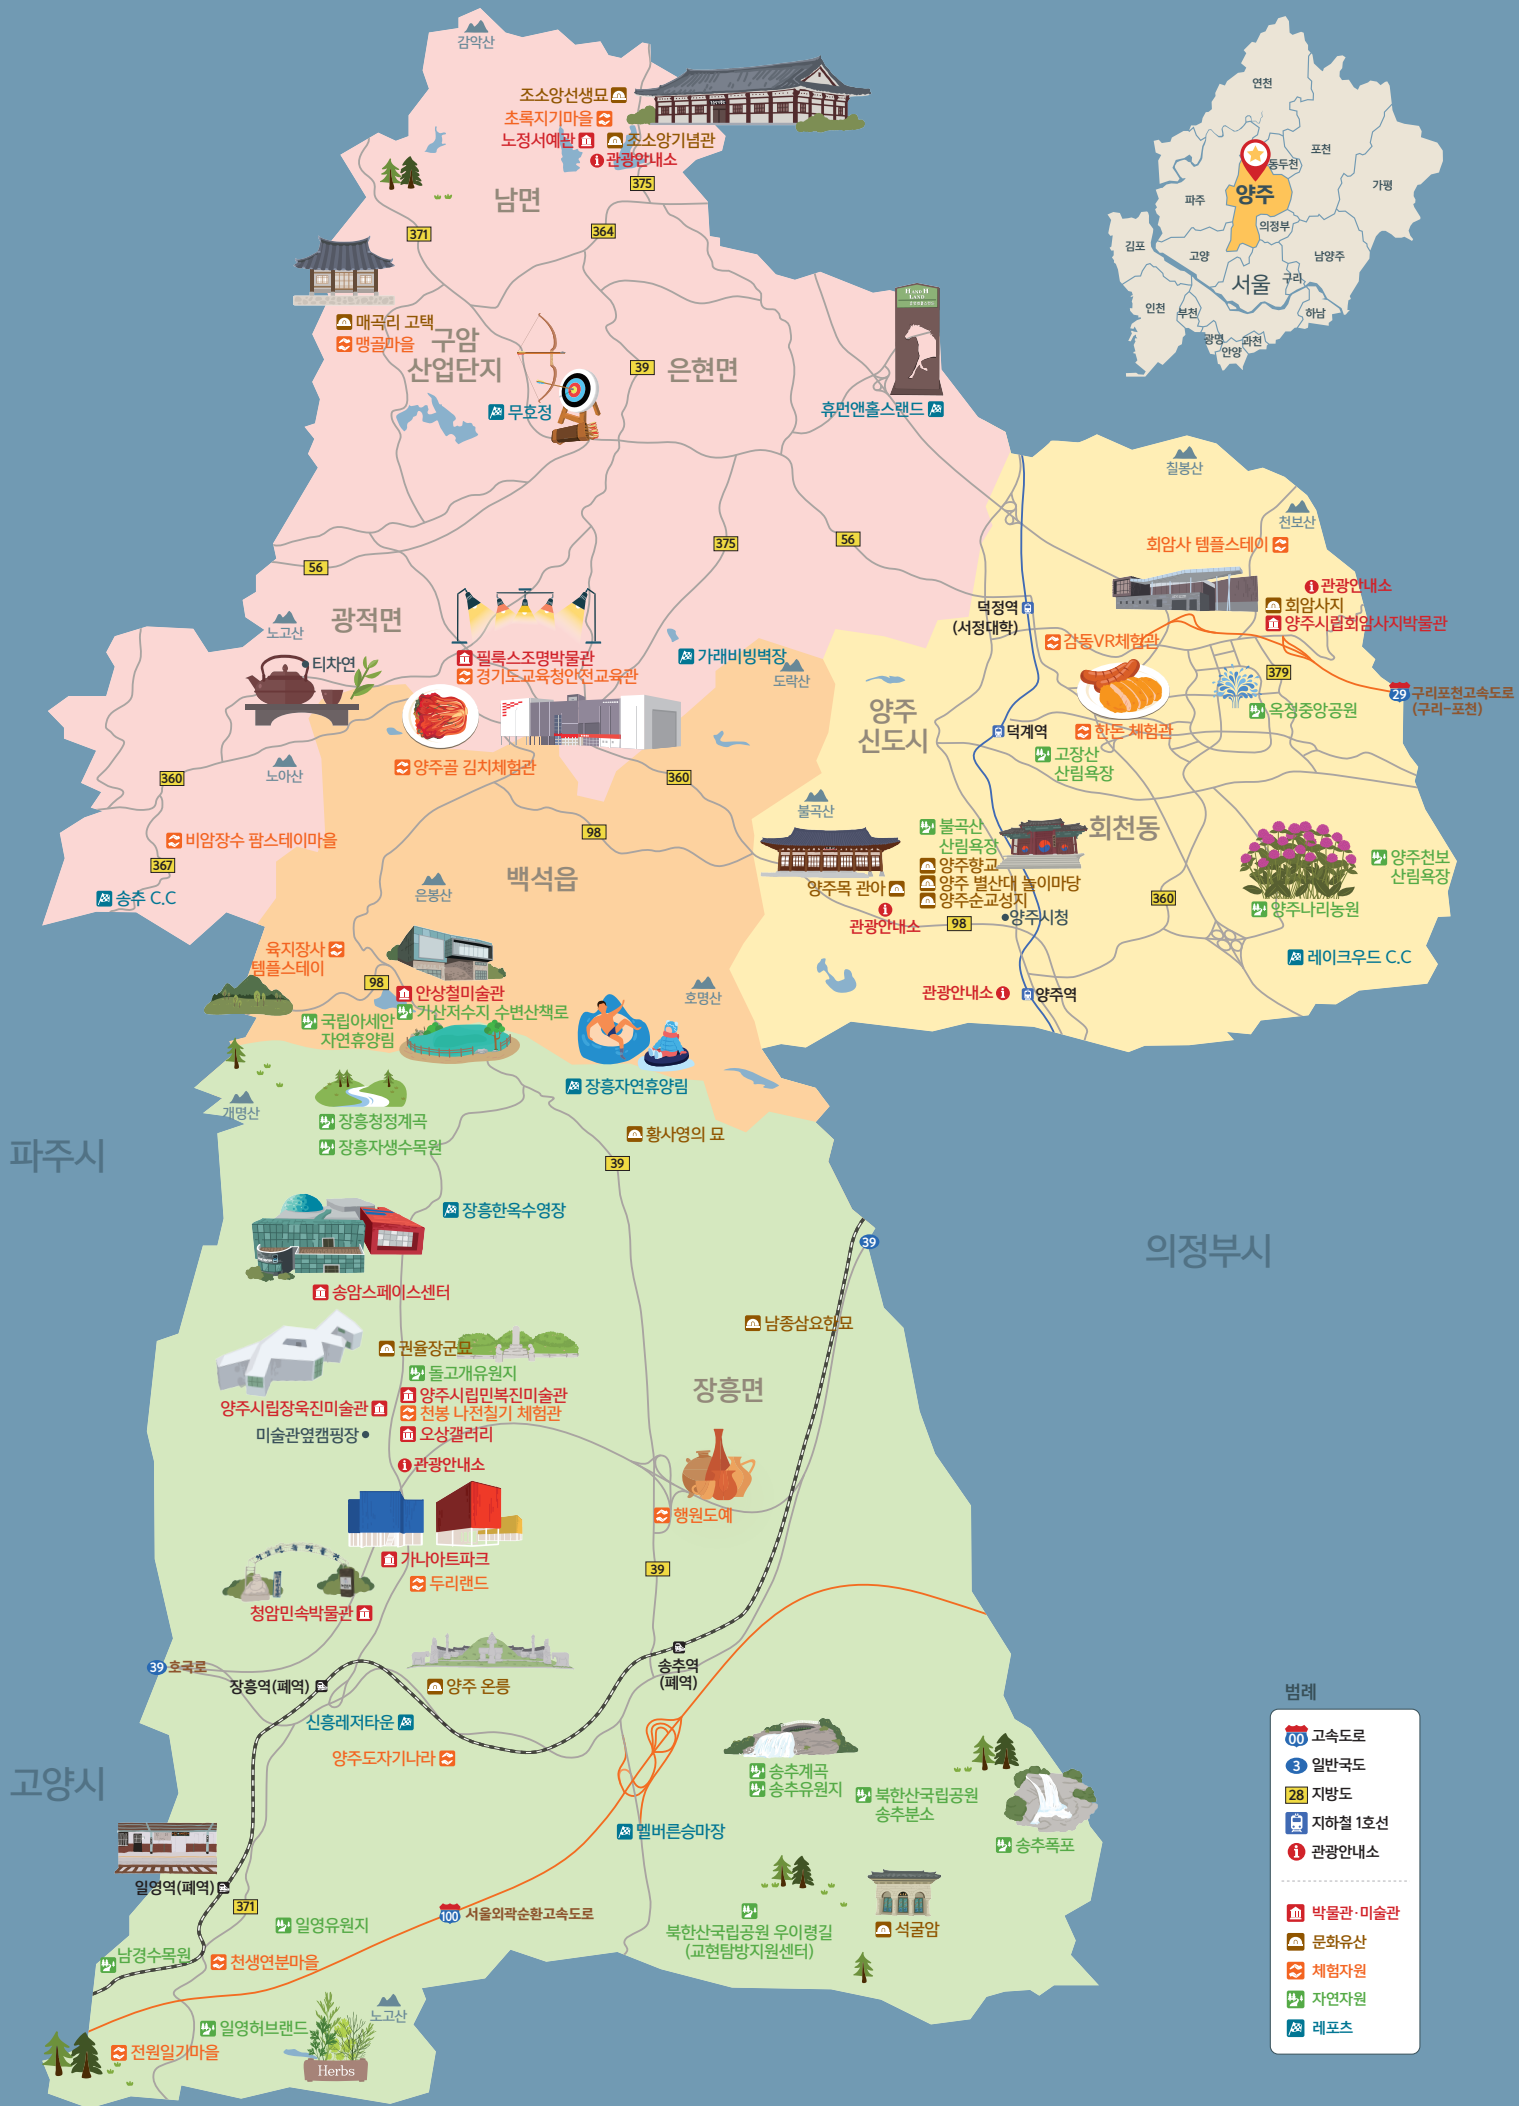 감악산
조소앙선생묘
초록지기마을
노정서예관
조소앙기념관
관광안내소
375
남면
371
364
매곡리 고택
맹골마을
구암
산업단지
39
은현면
무호정
HANDH
LAND
휴먼앤홀스랜드
연천
포천
동두천
가평
파주
양주
의정부
김포
고양
남양주
서울
구리
인천
부천
하남
광명
과천
안양
칠봉산
천보산
회암사 템플스테이
관광안내소
회암사지
양주시립회암사지박물관
375
56
56
덕정역
(서정대학)
감동VR체험관
379
29
구리포천고속도로
(구리-포천)
옥정중앙공원
노고산
광적면
티차연
필룩스조명박물관
경기도교육청안전교육관
가래비빙벽장
도락산
양주
신도시
덕계역
한돈 체험관
고장산
산림욕장
양주골 김치체험관
노아산
360
360
불곡산
98
비암장수 팜스테이마을
367
송추 C.C
은봉산
백석읍
불곡산
산림욕장
회천동
양주향교
양주 별산대 놀이마당
양주순교성지
양주목 관아
관광안내소
양주시청
98
360
양주천보
산림욕장
양주나리농원
레이크우드 C.C
관광안내소
양주역
육지장사
템플스테이
98
안상철미술관
기산저수지 수변산책로
국립아세안
자연휴양림
호명산
장흥자연휴양림
개명산
장흥청정계곡
장흥자생수목원
황사영의 묘
39
파주시
장흥한옥수영장
39
의정부시
송암스페이스센터
남종삼요한묘
권율장군묘
돌고개유원지
양주시립민복진미술관
양주시립장욱진미술관
천봉 나전칠기 체험관
미술관옆캠핑장
오상갤러리
장흥면
관광안내소
행원도예
가나아트파크
두리랜드
39
청암민속박물관
39
호국로
장흥역(폐역)
양주 온릉
송추역
(폐역)
신흥레저타운
양주도자기나라
고양시
송추계곡
송추유원지
북한산국립공원
송추분소
송추폭포
멜버른승마장
일영역(폐역)
371
일영유원지
100
서울외곽순환고속도로
북한산국립공원 우이령길
(교현탐방지원센터)
석굴암
남경수목원
천생연분마을
노고산
일영허브랜드
전원일기마을
Herbs
범례
00
고속도로
3
일반국도
28
지방도
지하철 1호선
관광안내소
박물관·미술관
문화유산
체험자원
자연자원
레포츠